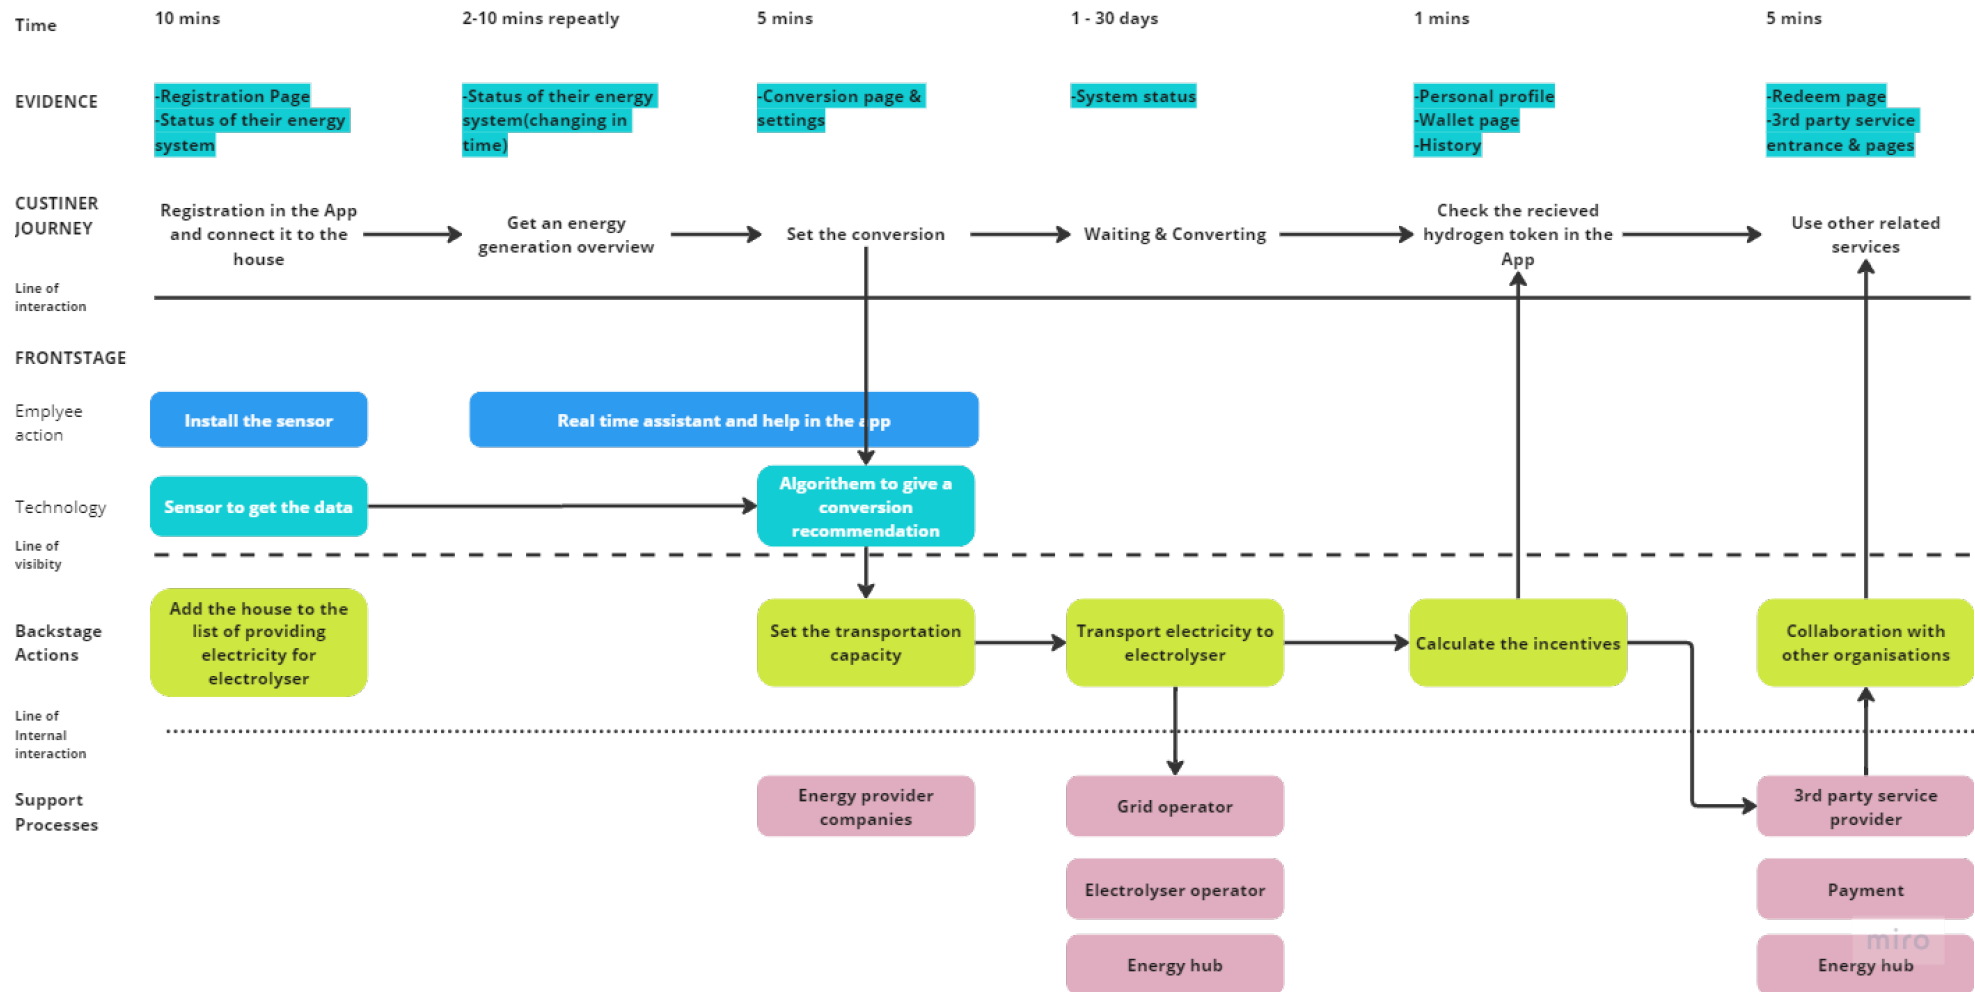 Time
10 mins
2-10 mins repeatly
5 mins
1 - 30 days
1 mins
5 mins
EVIDENCE
-Registration Page
-Status of their energy
system
-Status of their energy
system(changing in
time)
-Conversion page &
settings
-System status
-Personal profile
-Wallet page
-History
-Redeem page
-3rd party service
entrance & pages
CUSTINER
JOURNEY
Registration in the App
and connect it to the
house
Get an energy
generation overview
Set the conversion
Waiting & Converting
Check the recieved
hydrogen token in the
App
Use other related
services
Line of
interaction
FRONTSTAGE
Emplyee
action
Install the sensor
Real time assistant and help in the app
Technology
Sensor to get the data
Algorithem to give a
conversion
recommendation
Line of
visibity
Backstage
Actions
Add the house to the
list of providing
electricity for
electrolyser
Set the transportation
capacity
Transport electricity to
electrolyser
Calculate the incentives
Collaboration with
other organisations
Line of
Internal
interaction
Support
Processes
Energy provider
companies
Grid operator
3rd party service
provider
Electrolyser operator
Payment
Energy hub
Energy hub
miro